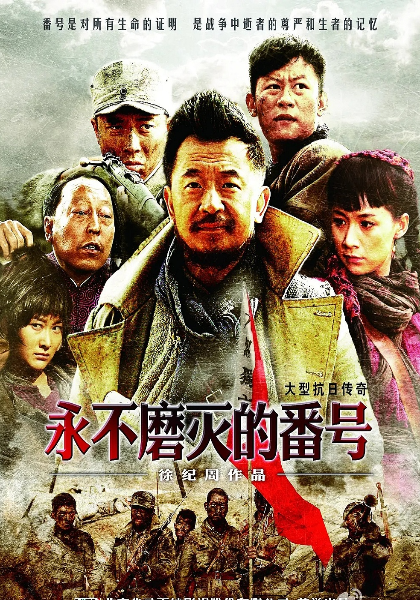 番号是对所有生命的证明 是战争中逝者的尊严和生者的记忆
大型抗日传奇
永不磨灭的番号
徐纪周作品